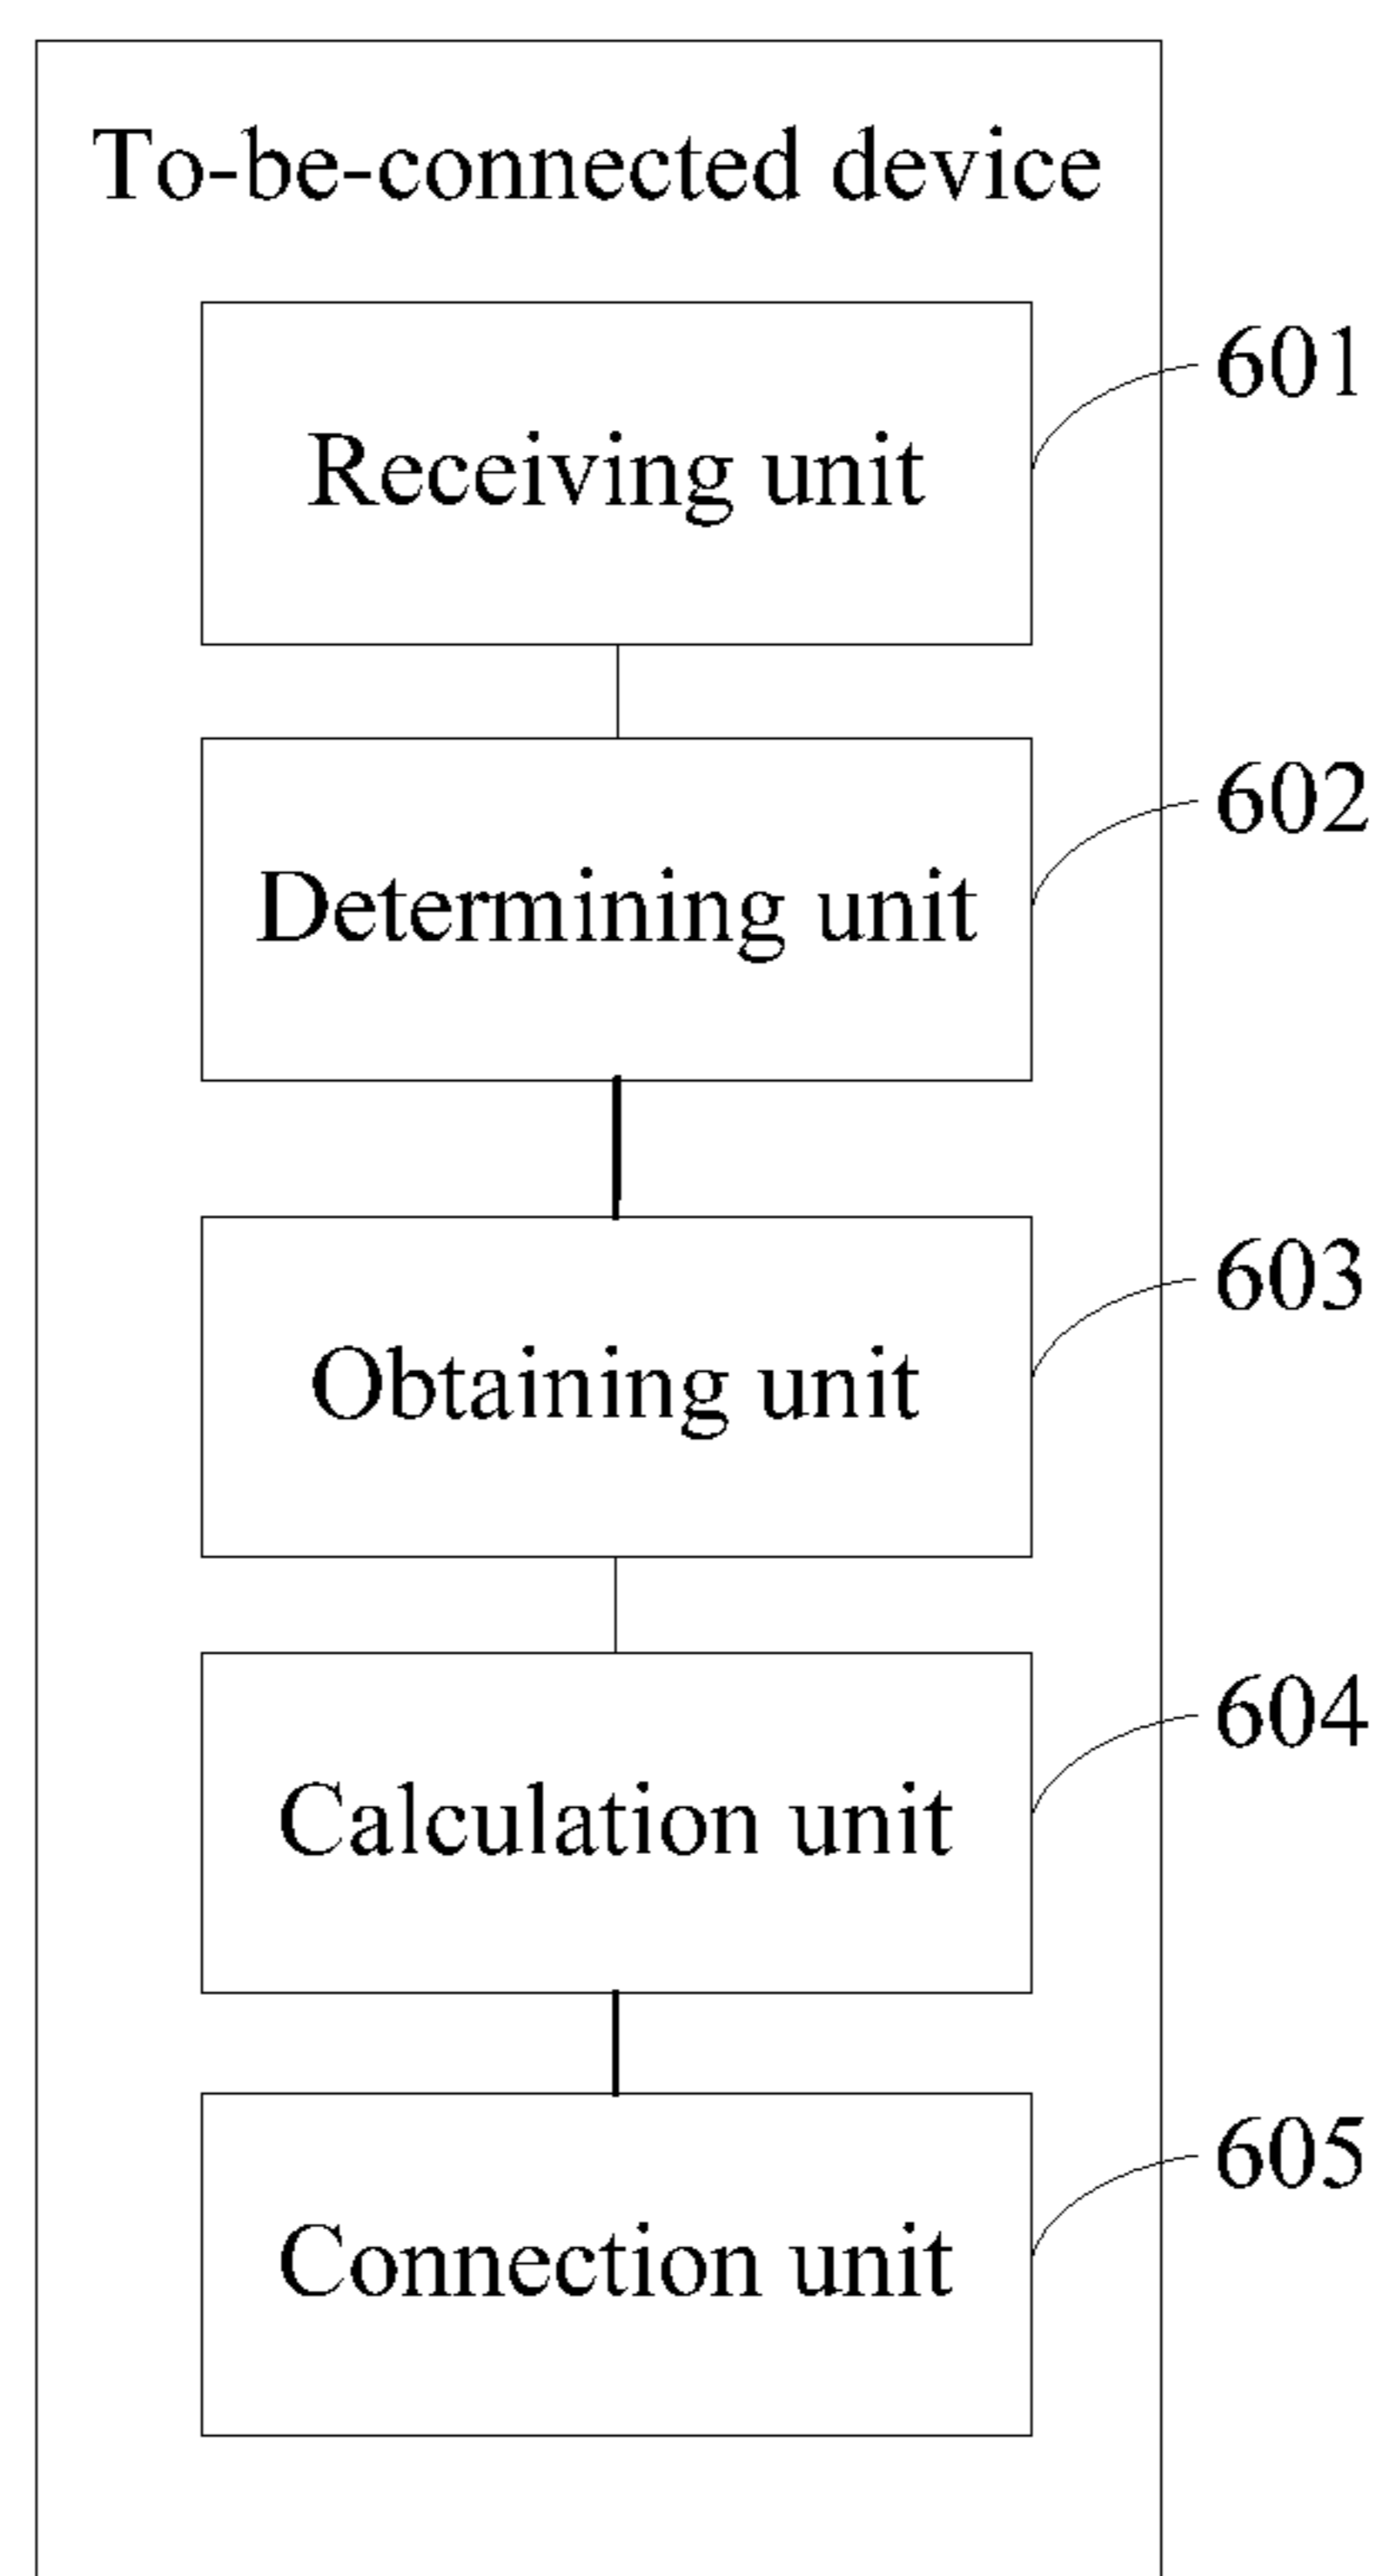 To-be-connected device
601
Receiving unit
602
Determining unit
603
Obtaining unit
604
Calculation unit
605
Connection unit